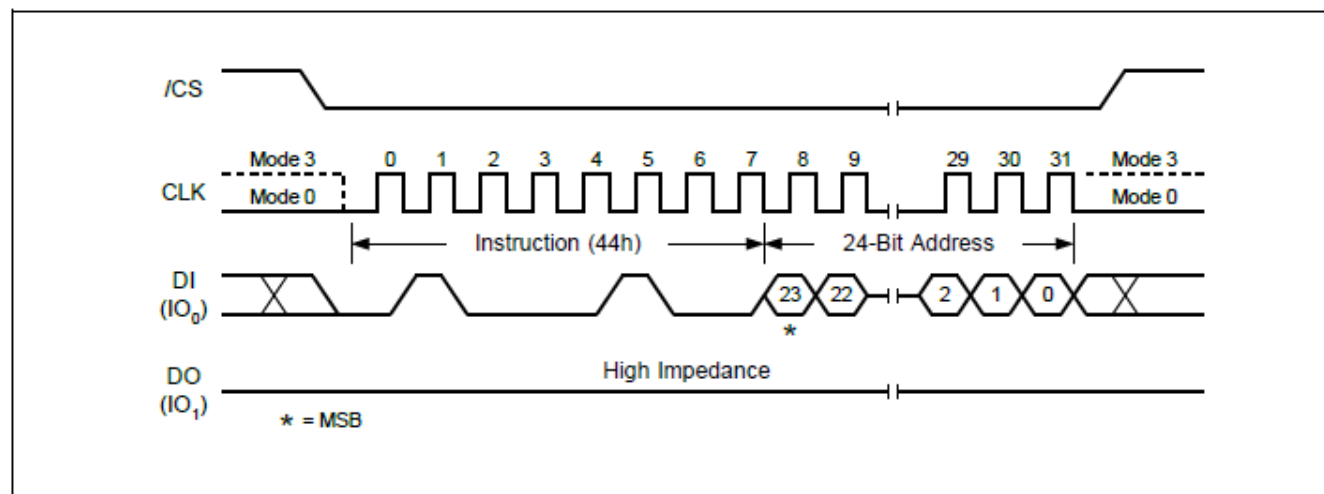 /CS
Mode 3 0 1 2 3 4 5 6 7 8 9 29 30 31 Mode 3
CLK
Mode 0 Mode 0
Instruction (44h) 24-Bit Address
DI
(IO0)
23 22 2 1 0
*
High Impedance
DO
(IO1)
* = MSB